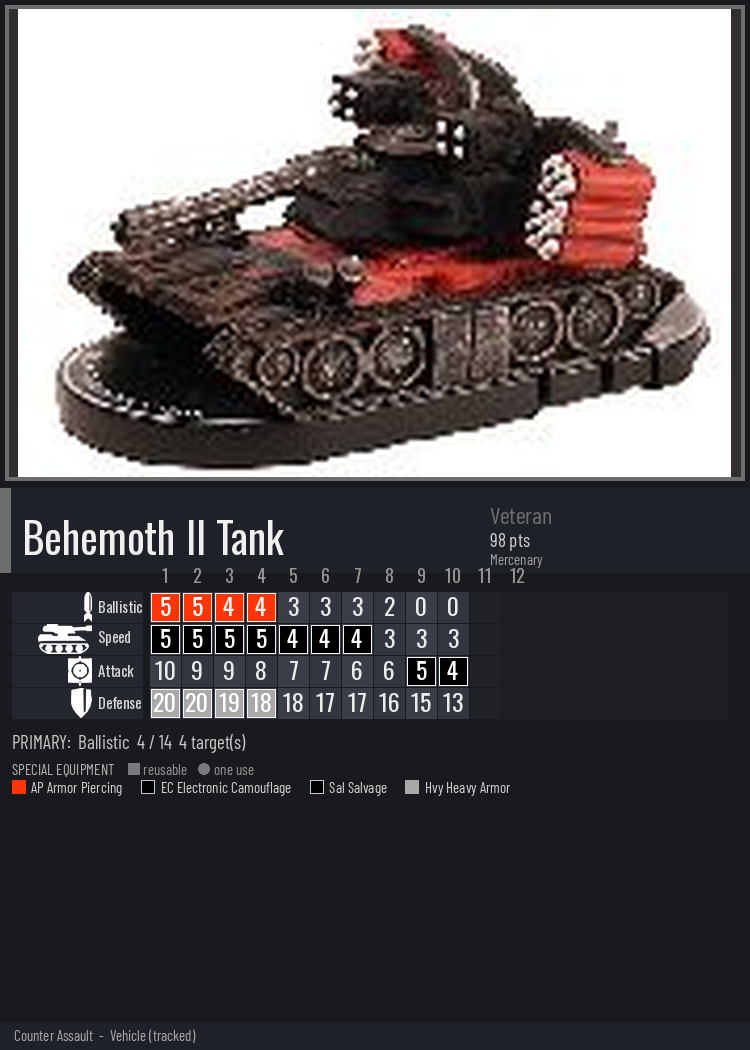 Behemoth II Tank
Veteran
98 pts
Mercenary
1 2 3 4 5 6 7 8 9 10 11 12
Ballistic 5 5 4 4 3 3 3 2 0 0
Speed 5 5 5 5 4 4 4 3 3 3
Attack 10 9 9 8 7 7 6 6 5 4
Defense 20 20 19 18 18 17 17 16 15 13
PRIMARY: Ballistic 4 / 14 4 target(s)
SPECIAL EQUIPMENT reusable one use
AP Armor Piercing EC Electronic Camouflage Sal Salvage Hvy Heavy Armor
Counter Assault - Vehicle (tracked)